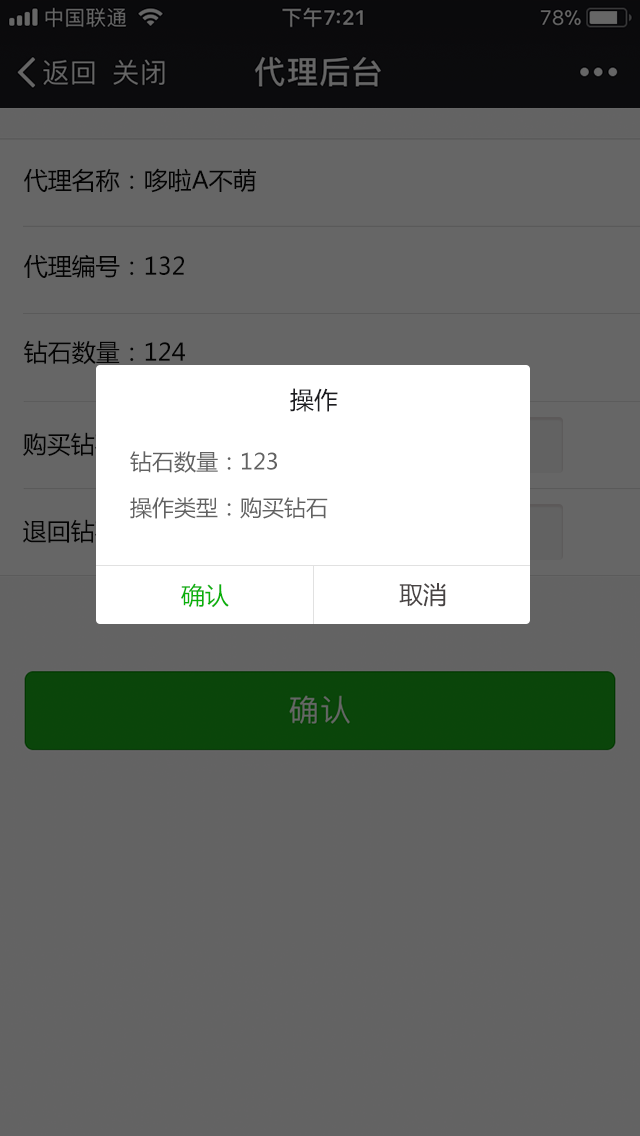 中国联通 下午7:21 78%
返回 关闭 代理后台
代理名称：哆啦A不萌
代理编号：132
钻石数量：124
操作
购买钻
钻石数量：123
操作类型：购买钻石
退回钻
确认 取消
确认